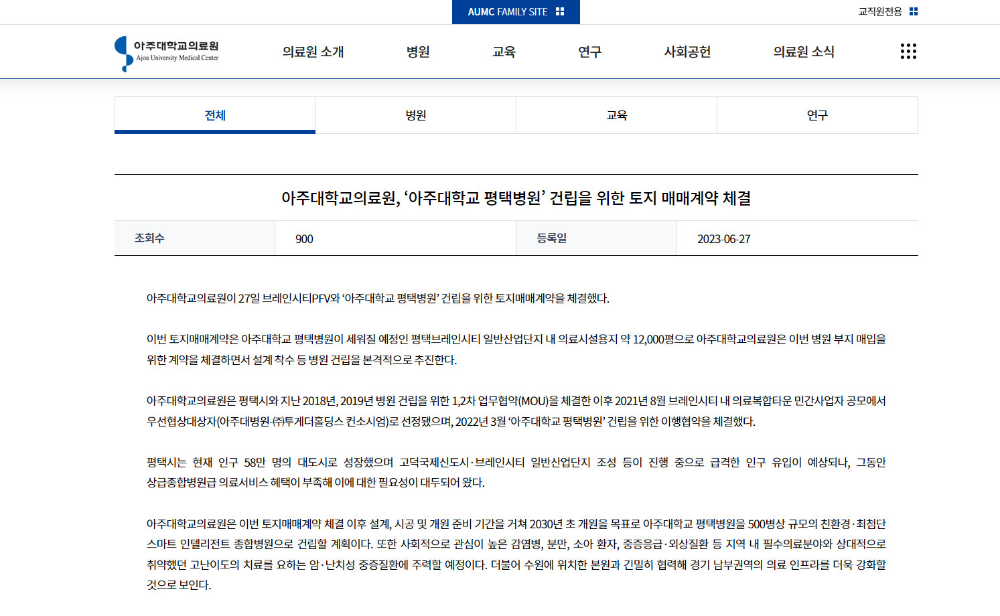 AUMC FAMILY SITE
교직원전용
아주대학교의료원
Ajou University Medical Center
의료원 소개
병원
교육
연구
사회공헌
의료원 소식
전체
병원
교육
연구
아주대학교의료원, ‘아주대학교 평택병원’ 건립을 위한 토지 매매계약 체결
조회수
900
등록일
2023-06-27
아주대학교의료원이 27일 브레인시티PFV와 ‘아주대학교 평택병원’ 건립을 위한 토지매매계약을 체결했다.
이번 토지매매계약은 아주대학교 평택병원이 세워질 예정인 평택브레인시티 일반산업단지 내 의료시설용지 약 12,000평으로 아주대학교의료원은 이번 병원 부지 매입을
위한 계약을 체결하면서 설계 착수 등 병원 건립을 본격적으로 추진한다.
아주대학교의료원은 평택시와 지난 2018년, 2019년 병원 건립을 위한 1,2차 업무협약(MOU)을 체결한 이후 2021년 8월 브레인시티 내 의료복합타운 민간사업자 공모에서
우선협상대상자(아주대병원-㈜투게더홀딩스 컨소시엄)로 선정됐으며, 2022년 3월 ‘아주대학교 평택병원’ 건립을 위한 이행협약을 체결했다.
평택시는 현재 인구 58만 명의 대도시로 성장했으며 고덕국제신도시·브레인시티 일반산업단지 조성 등이 진행 중으로 급격한 인구 유입이 예상되나, 그동안
상급종합병원급 의료서비스 혜택이 부족해 이에 대한 필요성이 대두되어 왔다.
아주대학교의료원은 이번 토지매매계약 체결 이후 설계, 시공 및 개원 준비 기간을 거쳐 2030년 초 개원을 목표로 아주대학교 평택병원을 500병상 규모의 친환경·최첨단
스마트 인텔리전트 종합병원으로 건립할 계획이다. 또한 사회적으로 관심이 높은 감염병, 분만, 소아 환자, 중증응급·외상질환 등 지역 내 필수의료분야와 상대적으로
취약했던 고난이도의 치료를 요하는 암·난치성 중증질환에 주력할 예정이다. 더불어 수원에 위치한 본원과 긴밀히 협력해 경기 남부권역의 의료 인프라를 더욱 강화할
것으로 보인다.